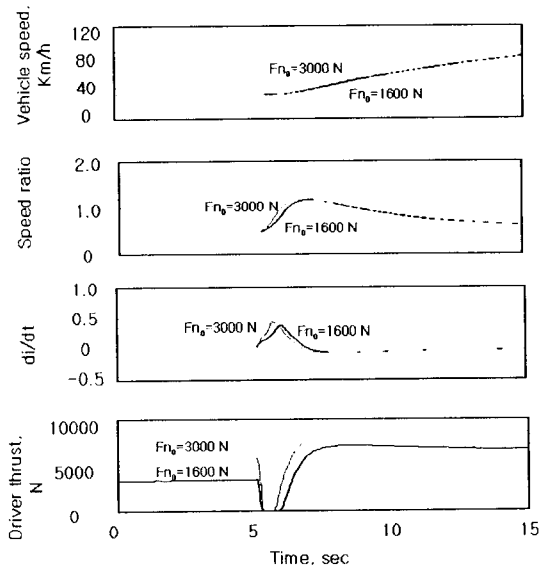 Vehicle speed.
Km/h
120
80
40
0
Fn₀=3000 N
Fn₀=1600 N
Speed ratio
2.0
1.0
0
Fn₀=3000 N
Fn₀=1600 N
di/dt
1.0
0.5
0
-0.5
Fn₀=3000 N
Fn₀=1600 N
Driver thrust.
N
10000
5000
0
Fn₀=3000 N
Fn₀=1600 N
0 5 10 15
Time, sec